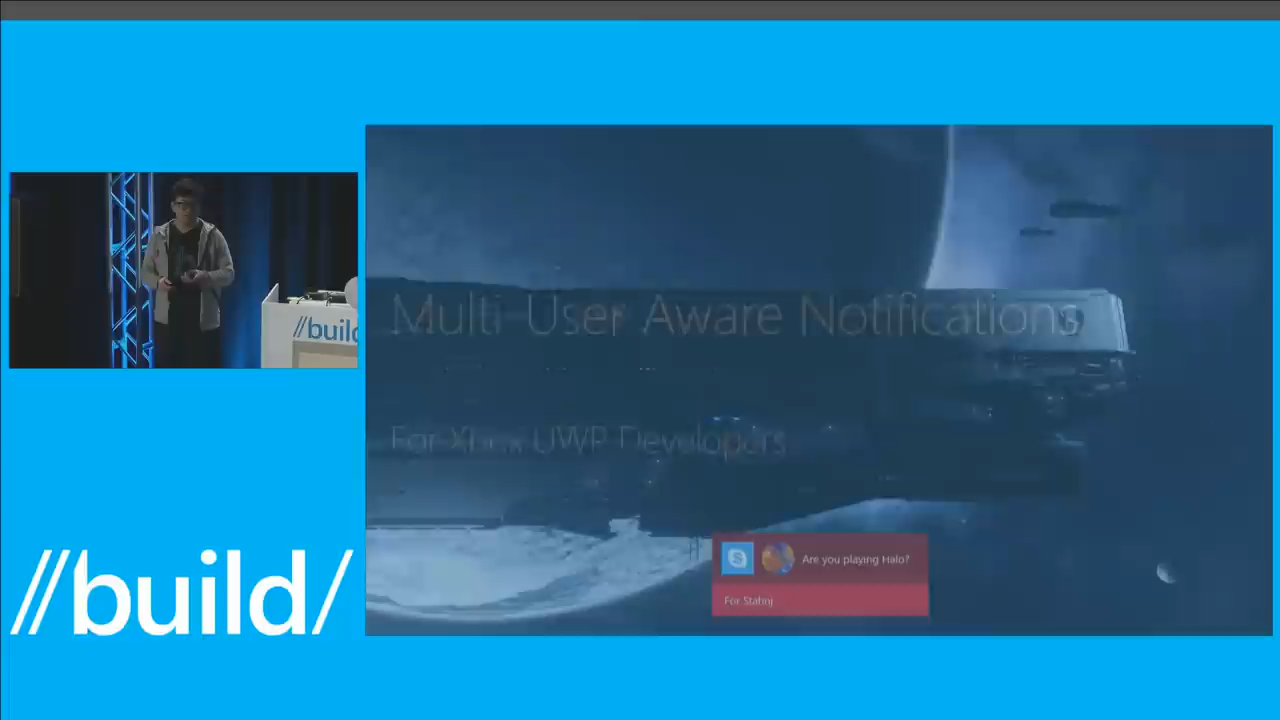 //build
Multi-User Aware Notifications
For Xbox UWP Developers
Are you playing Halo?
For Stahnj
//build/